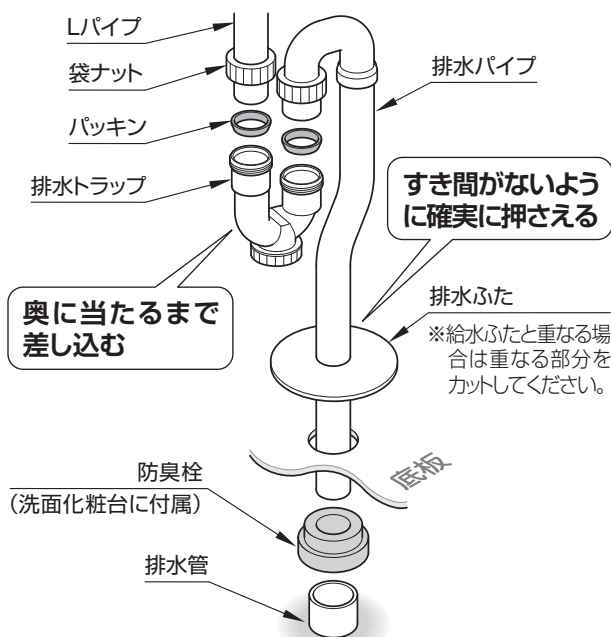 Lパイプ
袋ナット
パッキン
排水トラップ
奥に当たるまで
差し込む
排水パイプ
すき間がないよう
に確実に押さえる
排水ふた
※給水ふたと重なる場
合は重なる部分を
カットしてください。
底板
防臭栓
(洗面化粧台に付属)
排水管